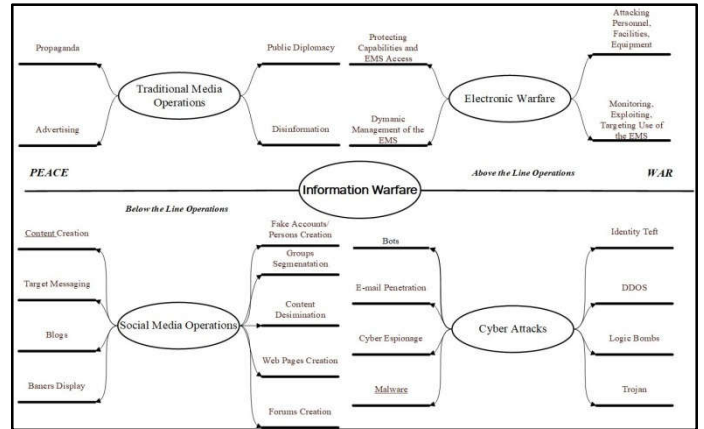 Propaganda
Public Diplomacy
Traditional Media
Operations
Advertising
Disinformation
Protecting
Capabilities and
EMS Access
Attacking
Personnel,
Facilities,
Equipment
Electronic Warfare
Dymanic
Management of the
EMS
Monitoring,
Exploiting,
Targeting Use of
the EMS
PEACE
Information Warfare
Above the Line Operations
WAR
Below the Line Operations
Content Creation
Fake Accounts/
Persons Creation
Groups
Segmenatation
Target Messaging
Content
Desimination
Social Media Operations
Blogs
Web Pages Creation
Baners Display
Forums Creation
Bots
Identity Teft
E-mail Penetration
DDOS
Cyber Attacks
Cyber Espionage
Logic Bombs
Malware
Trojan